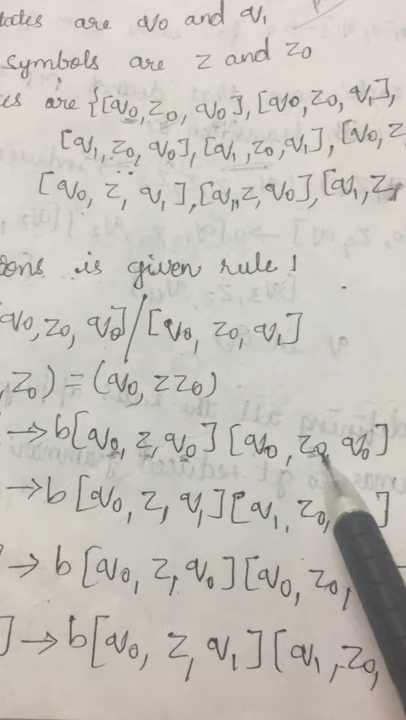 states are q0 and q1
symbols are z and z0
es are {[q0, z0, q0], [q0, z0, q1],
[q1, z0, q0], [q1, z0, q1], [q0, z
[q0, z, q1], [q1, z, q0], [q1, z,
ons is given rule 1
q0, z0, q0] / [q0, z0, q1]
, z0) = (q0, zz0)
→ b[q0, z, q0] [q0, z0, q0]
→ b[q0, z, q1] [q1, z0, ]
→ b[q0, z, q0] [q0, z0,
] → b[q0, z, q1] [q1, z0,